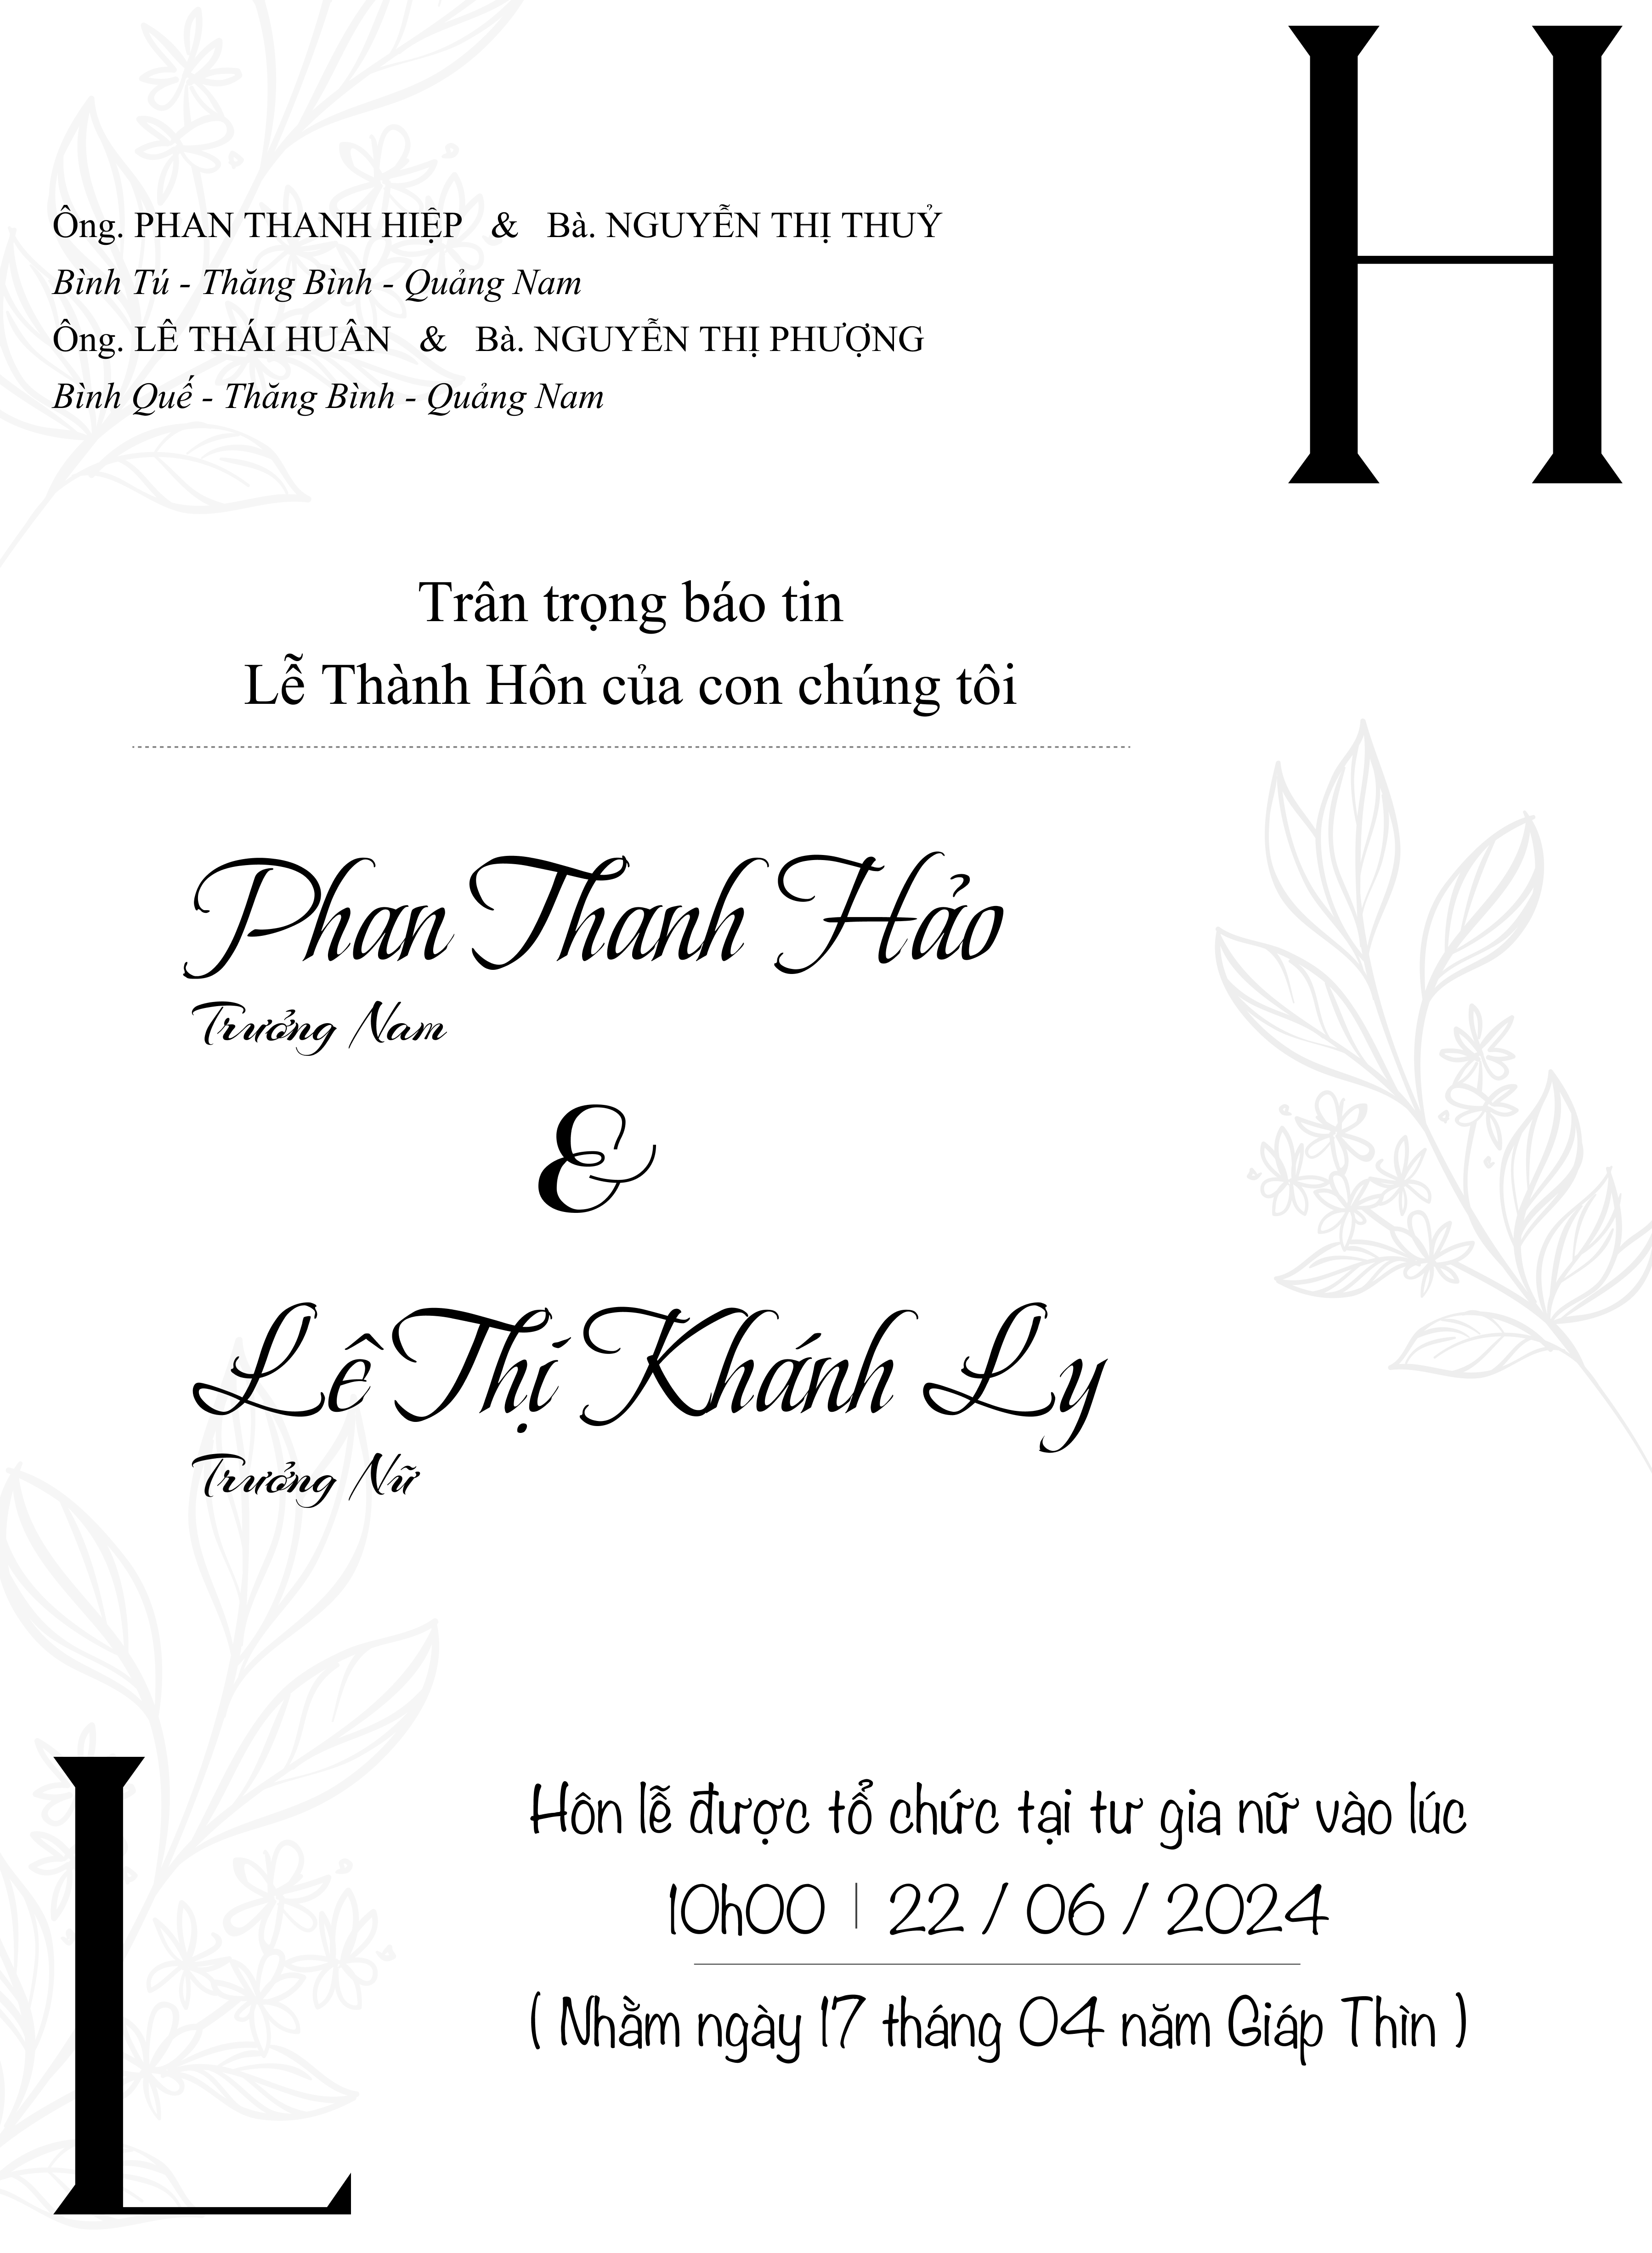 H
Ông. PHAN THANH HIỆP & Bà. NGUYỄN THỊ THUỶ
Bình Tú - Thăng Bình - Quảng Nam
Ông. LÊ THÁI HUÂN & Bà. NGUYỄN THỊ PHƯỢNG
Bình Quế - Thăng Bình - Quảng Nam
Trân trọng báo tin
Lễ Thành Hôn của con chúng tôi
Phan Thanh Hảo
Trưởng Nam
&
Lê Thị Khánh Ly
Trưởng Nữ
Hôn lễ được tổ chức tại tư gia nữ vào lúc
10h00 | 22 / 06 / 2024
( Nhằm ngày 17 tháng 04 năm Giáp Thìn )
L